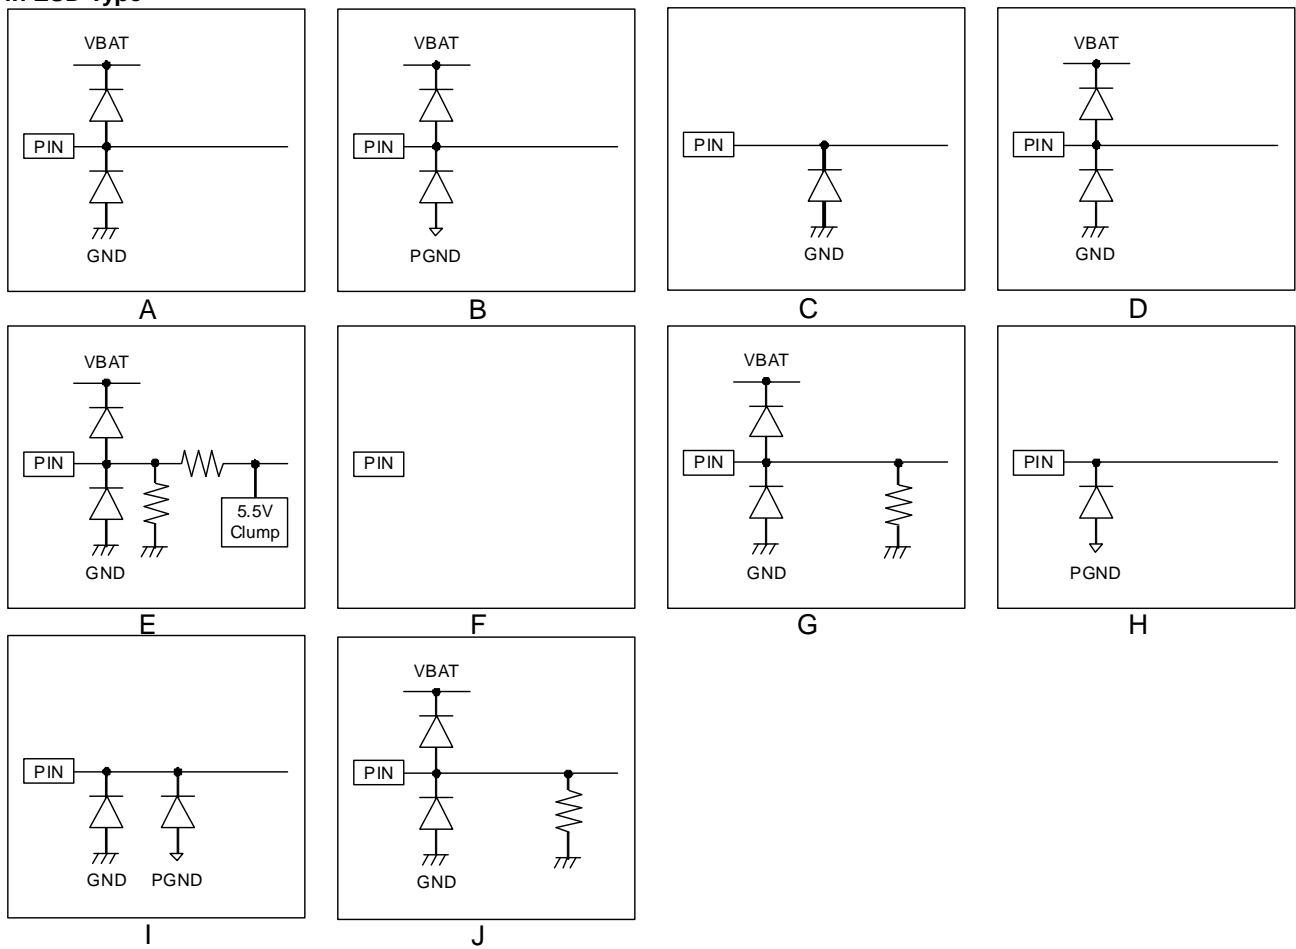 VBAT
PIN
GND
A
VBAT
PIN
PGND
B
PIN
GND
C
VBAT
PIN
GND
D
VBAT
PIN
5.5V
Clump
GND
E
PIN
F
VBAT
PIN
GND
G
PIN
PGND
H
PIN
GND PGND
I
VBAT
PIN
GND
J